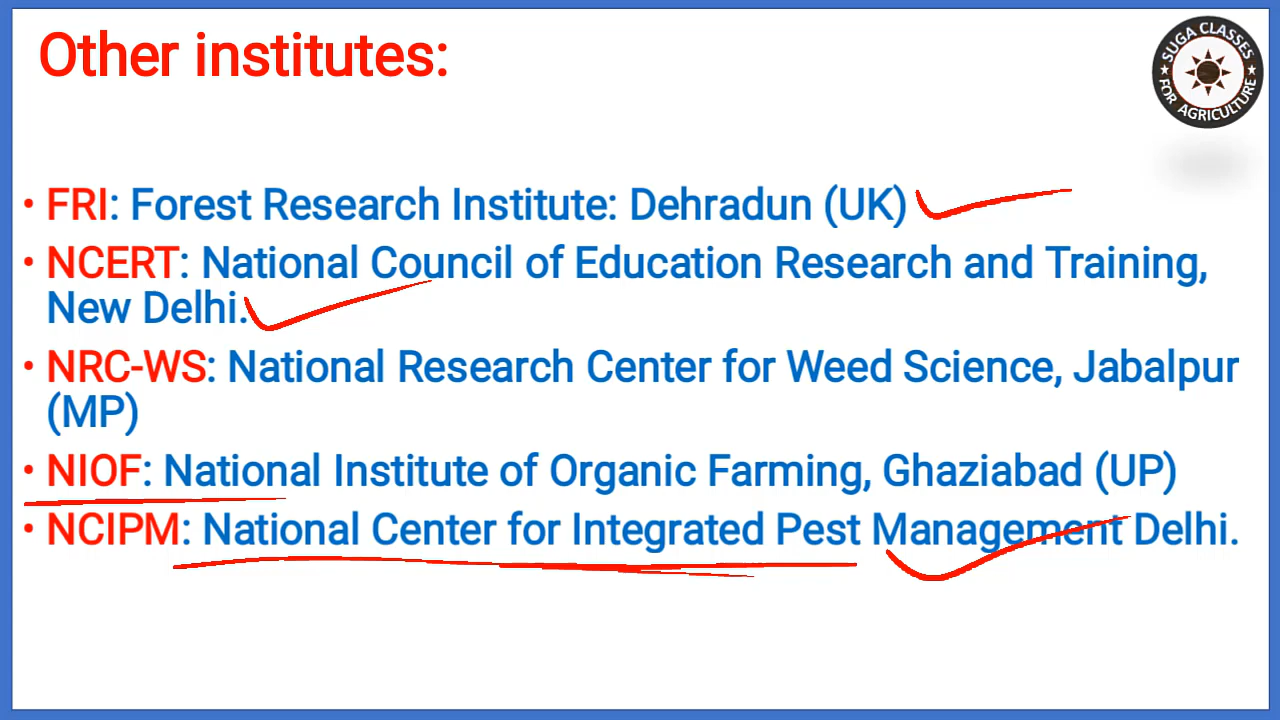 Other institutes:
SUGA CLASSES
FOR AGRICULTURE
• FRI: Forest Research Institute: Dehradun (UK)
• NCERT: National Council of Education Research and Training,
New Delhi.
• NRC-WS: National Research Center for Weed Science, Jabalpur
(MP)
• NIOF: National Institute of Organic Farming, Ghaziabad (UP)
• NCIPM: National Center for Integrated Pest Management Delhi.